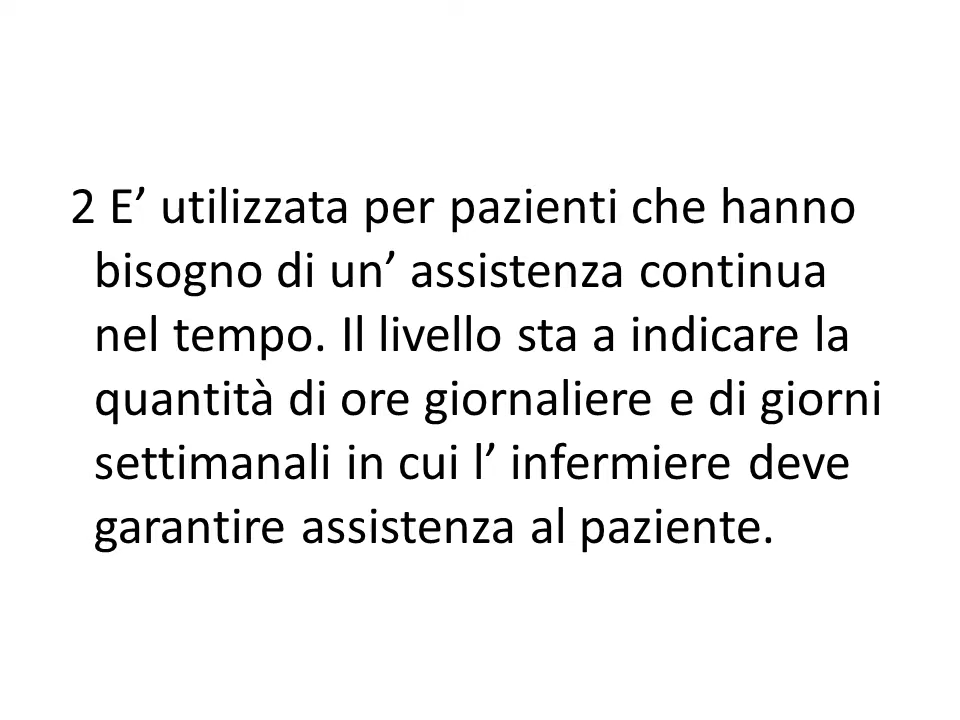 2 E’ utilizzata per pazienti che hanno
bisogno di un’ assistenza continua
nel tempo. Il livello sta a indicare la
quantità di ore giornaliere e di giorni
settimanali in cui l’ infermiere deve
garantire assistenza al paziente.